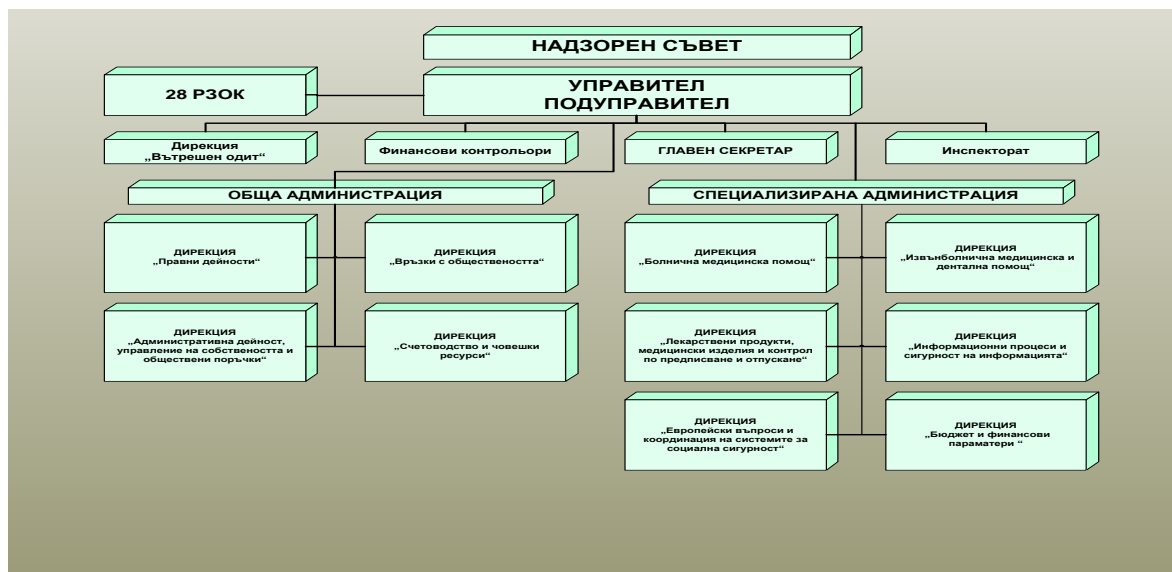 НАДЗОРЕН СЪВЕТ
28 РЗОК
УПРАВИТЕЛ
ПОДУПРАВИТЕЛ
Дирекция
„Вътрешен одит“
Финансови контрольори
ГЛАВЕН СЕКРЕТАР
Инспекторат
ОБЩА АДМИНИСТРАЦИЯ
СПЕЦИАЛИЗИРАНА АДМИНИСТРАЦИЯ
ДИРЕКЦИЯ
„Правни дейности“
ДИРЕКЦИЯ
„Връзки с обществеността“
ДИРЕКЦИЯ
„Болнична медицинска помощ“
ДИРЕКЦИЯ
„Извънболнична медицинска и
дентална помощ“
ДИРЕКЦИЯ
„Административна дейност,
управление на собствеността и
обществени поръчки“
ДИРЕКЦИЯ
„Счетоводство и човешки
ресурси“
ДИРЕКЦИЯ
„Лекарствени продукти,
медицински изделия и контрол
по предписване и отпускане“
ДИРЕКЦИЯ
„Информационни процеси и
сигурност на информацията“
ДИРЕКЦИЯ
„Европейски въпроси и
координация на системите за
социална сигурност“
ДИРЕКЦИЯ
„Бюджет и финансови
параматери “